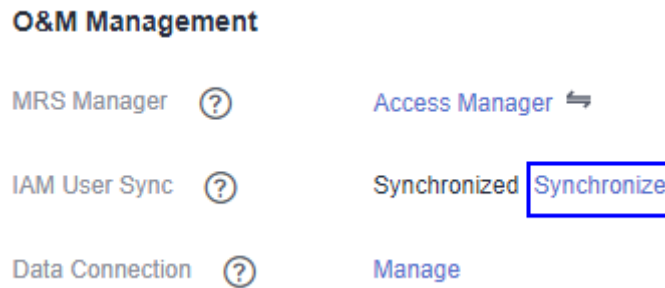 O&M Management
MRS Manager ? Access Manager
IAM User Sync ? Synchronized Synchronize
Data Connection ? Manage